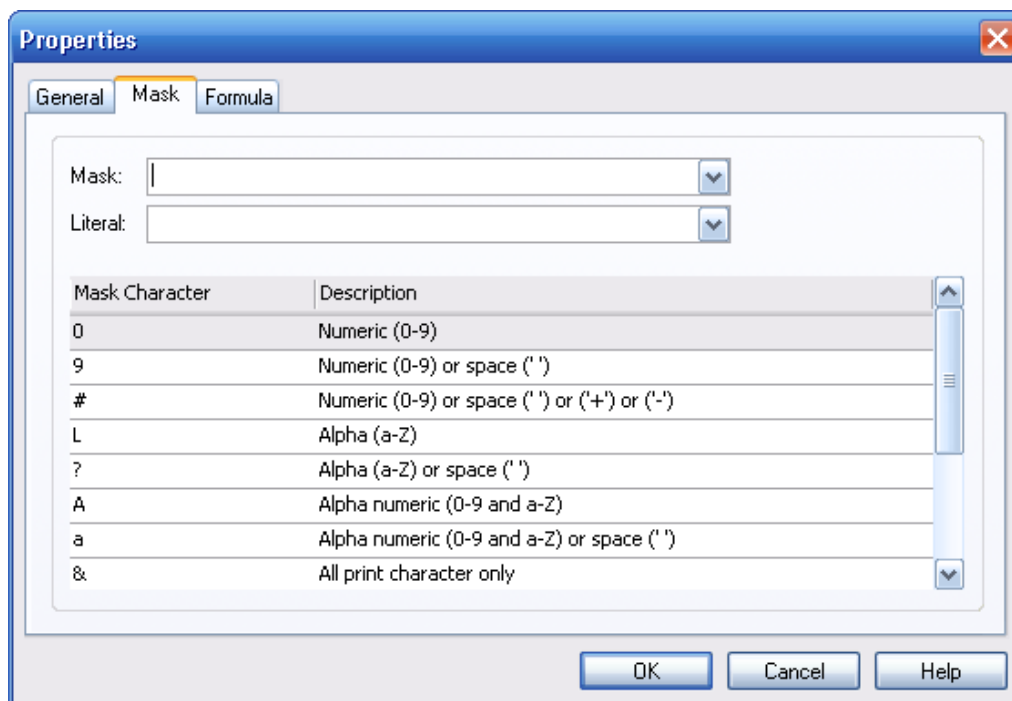 Properties
General Mask Formula
Mask:
Literal:
Mask Character Description
0 Numeric (0-9)
9 Numeric (0-9) or space (' ')
# Numeric (0-9) or space (' ') or ('+') or ('-')
L Alpha (a-Z)
? Alpha (a-Z) or space (' ')
A Alpha numeric (0-9 and a-Z)
a Alpha numeric (0-9 and a-Z) or space (' ')
& All print character only
OK Cancel Help